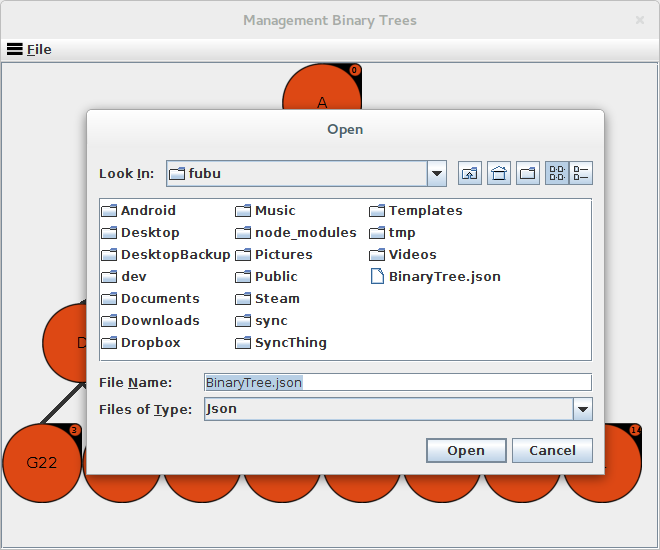 Management Binary Trees
File
0
A
Open
Look In: fubu
Android Music Templates
Desktop node_modules tmp
DesktopBackup Pictures Videos
dev Public BinaryTree.json
Documents Steam
Downloads sync
Dropbox SyncThing
File Name: BinaryTree.json
Files of Type: Json
Open Cancel
3
14
G22